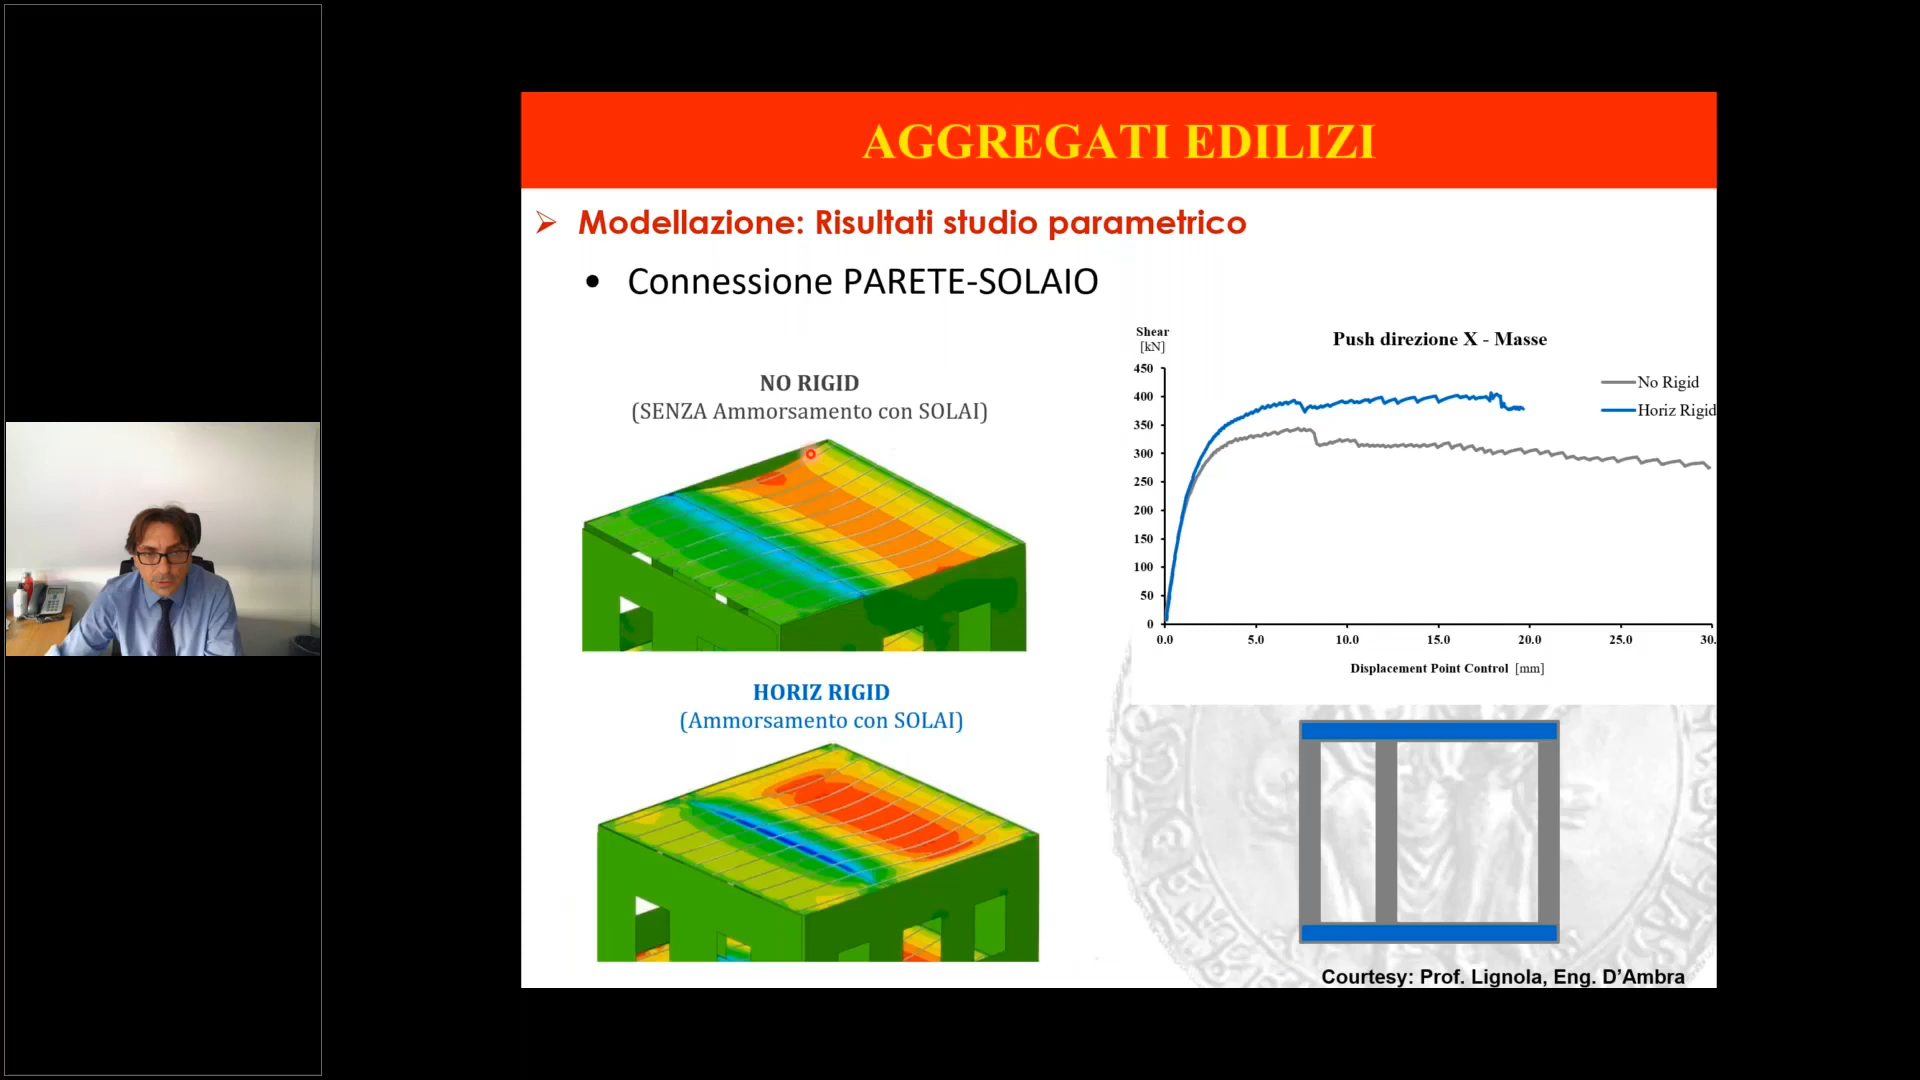 AGGREGATI EDILIZI
Modellazione: Risultati studio parametrico
• Connessione PARETE-SOLAIO
NO RIGID
(SENZA Ammorsamento con SOLAI)
HORIZ RIGID
(Ammorsamento con SOLAI)
Shear
[kN]
Push direzione X - Masse
No Rigid
Horiz Rigid
450
400
350
300
250
200
150
100
50
0
0.0 5.0 10.0 15.0 20.0 25.0 30.
Displacement Point Control [mm]
Courtesy: Prof. Lignola, Eng. D'Ambra